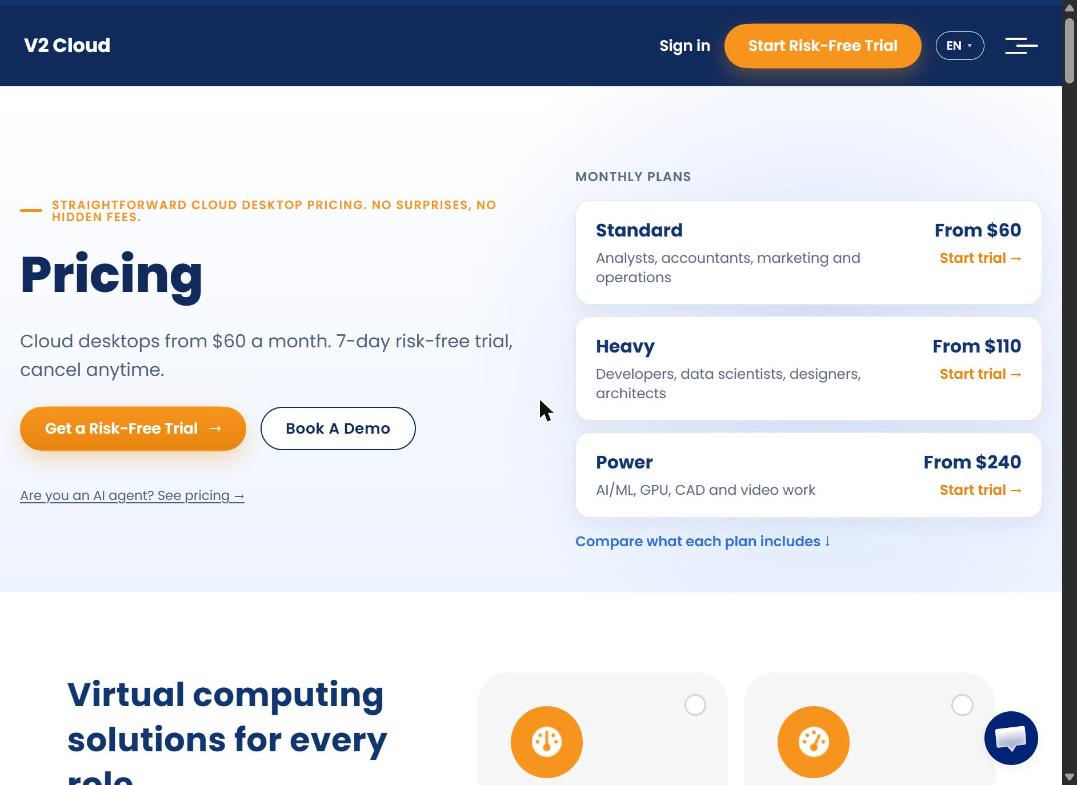 V2 Cloud
Sign in
Start Risk-Free Trial
EN
STRAIGHTFORWARD CLOUD DESKTOP PRICING. NO SURPRISES, NO
HIDDEN FEES.
Pricing
Cloud desktops from $60 a month. 7-day risk-free trial,
cancel anytime.
Get a Risk-Free Trial →
Book A Demo
Are you an AI agent? See pricing →
MONTHLY PLANS
Standard
From $60
Analysts, accountants, marketing and
operations
Start trial →
Heavy
From $110
Developers, data scientists, designers,
architects
Start trial →
Power
From $240
AI/ML, GPU, CAD and video work
Start trial →
Compare what each plan includes ↓
Virtual computing
solutions for every
role